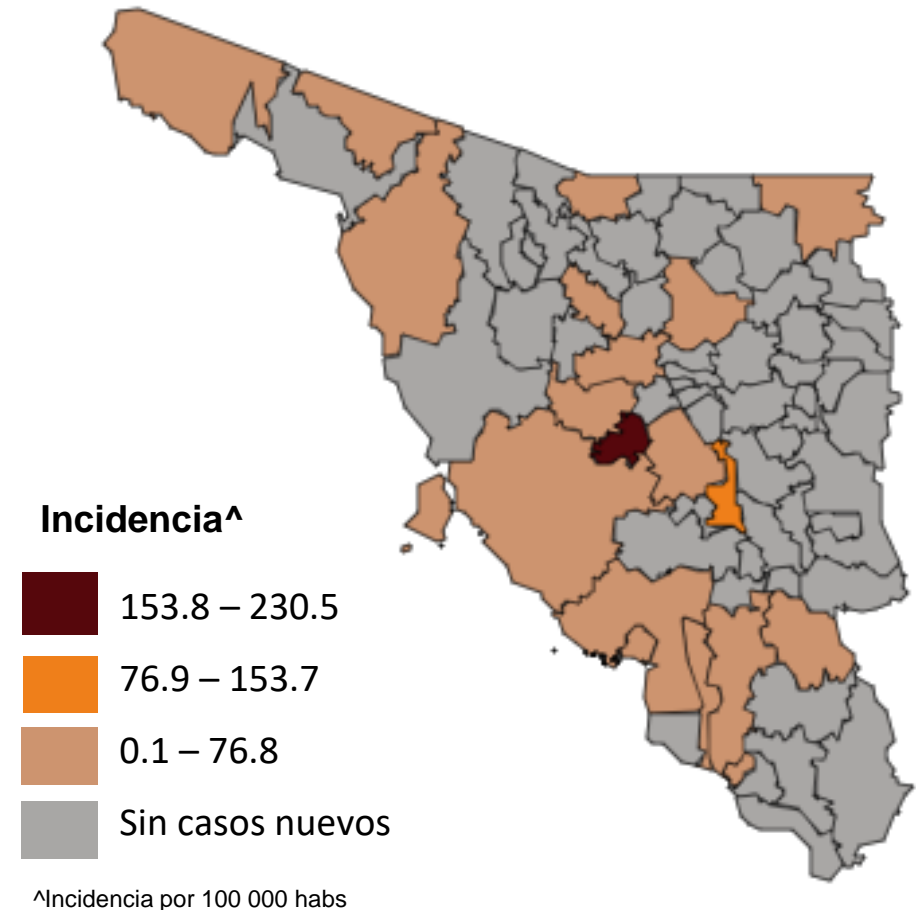 Incidencia^
153.8 – 230.5
76.9 – 153.7
0.1 – 76.8
Sin casos nuevos
^Incidencia por 100 000 habs